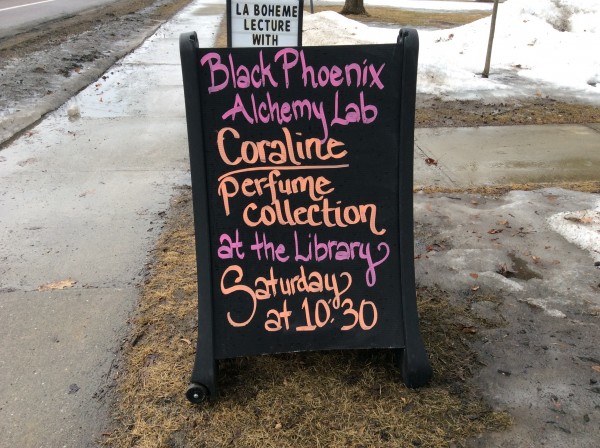 LA BOHEME
LECTURE
WITH
Black Phoenix
Alchemy Lab
Coraline
perfume
collection
at the Library
Saturday
at 10:30